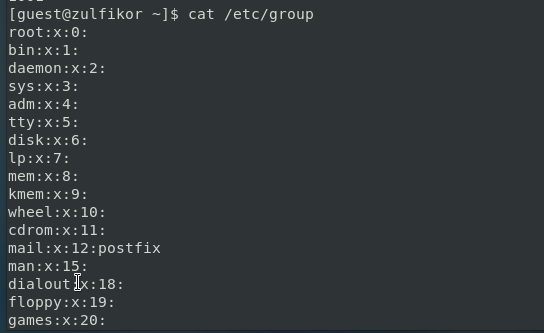 [guest@zulfikor ~]$ cat /etc/group
root:x:0:
bin:x:1:
daemon:x:2:
sys:x:3:
adm:x:4:
tty:x:5:
disk:x:6:
lp:x:7:
mem:x:8:
kmem:x:9:
wheel:x:10:
cdrom:x:11:
mail:x:12:postfix
man:x:15:
dialout:x:18:
floppy:x:19:
games:x:20: